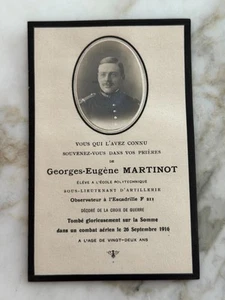 VOUS QUI L'AVEZ CONNU
SOUVENEZ-VOUS DANS VOS PRIÈRES
DE
Georges-Eugène MARTINOT
ÉLÈVE A L'ÉCOLE POLYTECHNIQUE
SOUS-LIEUTENANT D'ARTILLERIE
Observateur à l'Escadrille F
DÉCORÉ DE LA CROIX DE GUERRE
Tombé glorieusement sur la Somme
dans un combat aérien le 26 Septembre 1916
A L'AGE DE VINGT-DEUX ANS